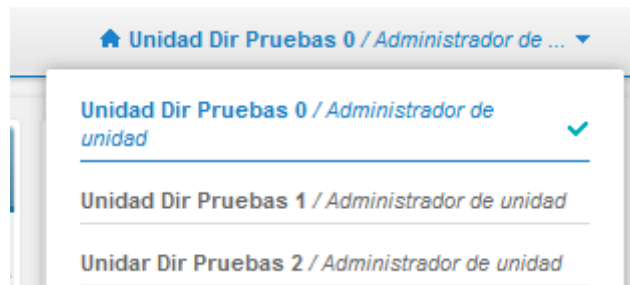 Unidad Dir Pruebas 0 / Administrador de ...
Unidad Dir Pruebas 0 / Administrador de
unidad
Unidad Dir Pruebas 1 / Administrador de unidad
Unidar Dir Pruebas 2 / Administrador de unidad